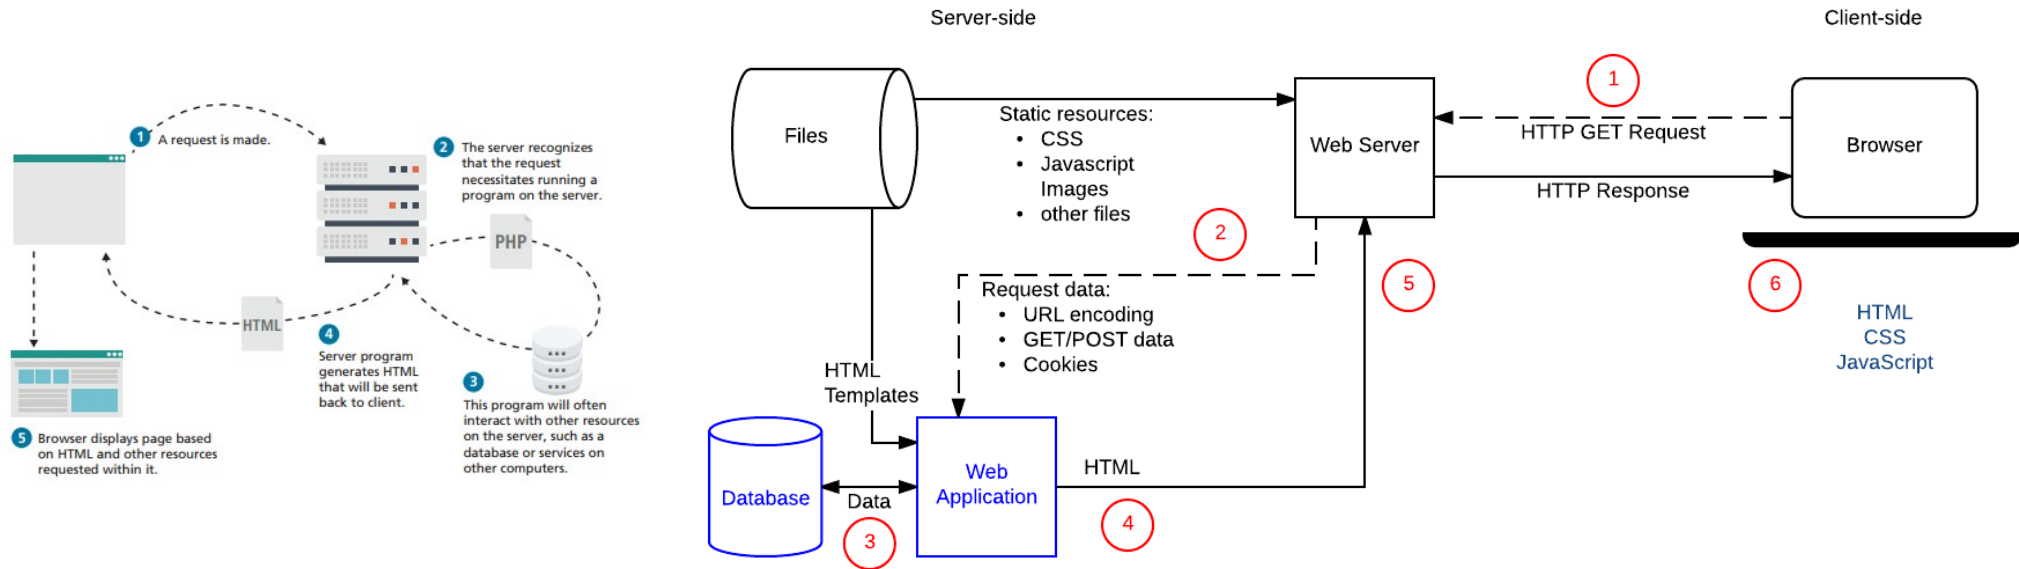 1 A request is made.
2 The server recognizes
that the request
necessitates running a
program on the server.
PHP
HTML
4
Server program
generates HTML
that will be sent
back to client.
3
This program will often
interact with other resources
on the server, such as a
database or services on
other computers.
5 Browser displays page based
on HTML and other resources
requested within it.
Server-side
Client-side
Files
Static resources:
• CSS
• Javascript
Images
• other files
Web Server
1
HTTP GET Request
HTTP Response
Browser
2
Request data:
• URL encoding
• GET/POST data
• Cookies
5
6
HTML
CSS
JavaScript
HTML
Templates
Database
Data
3
Web
Application
HTML
4